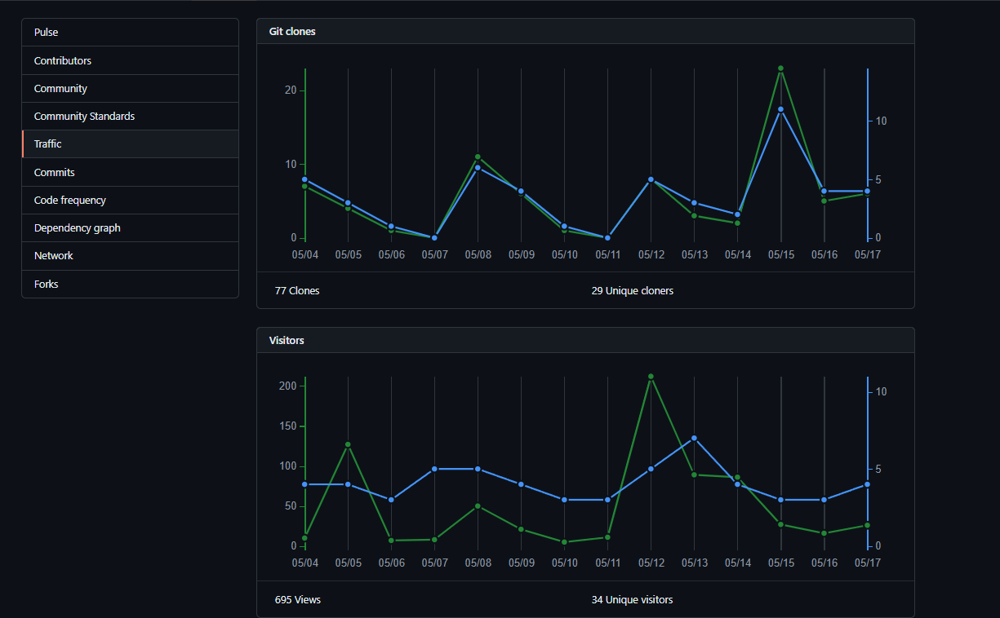 Pulse
Contributors
Community
Community Standards
Traffic
Commits
Code frequency
Dependency graph
Network
Forks
Git clones
20
10
0
10
5
0
05/04 05/05 05/06 05/07 05/08 05/09 05/10 05/11 05/12 05/13 05/14 05/15 05/16 05/17
77 Clones 29 Unique cloners
Visitors
200
150
100
50
0
10
5
0
05/04 05/05 05/06 05/07 05/08 05/09 05/10 05/11 05/12 05/13 05/14 05/15 05/16 05/17
695 Views 34 Unique visitors